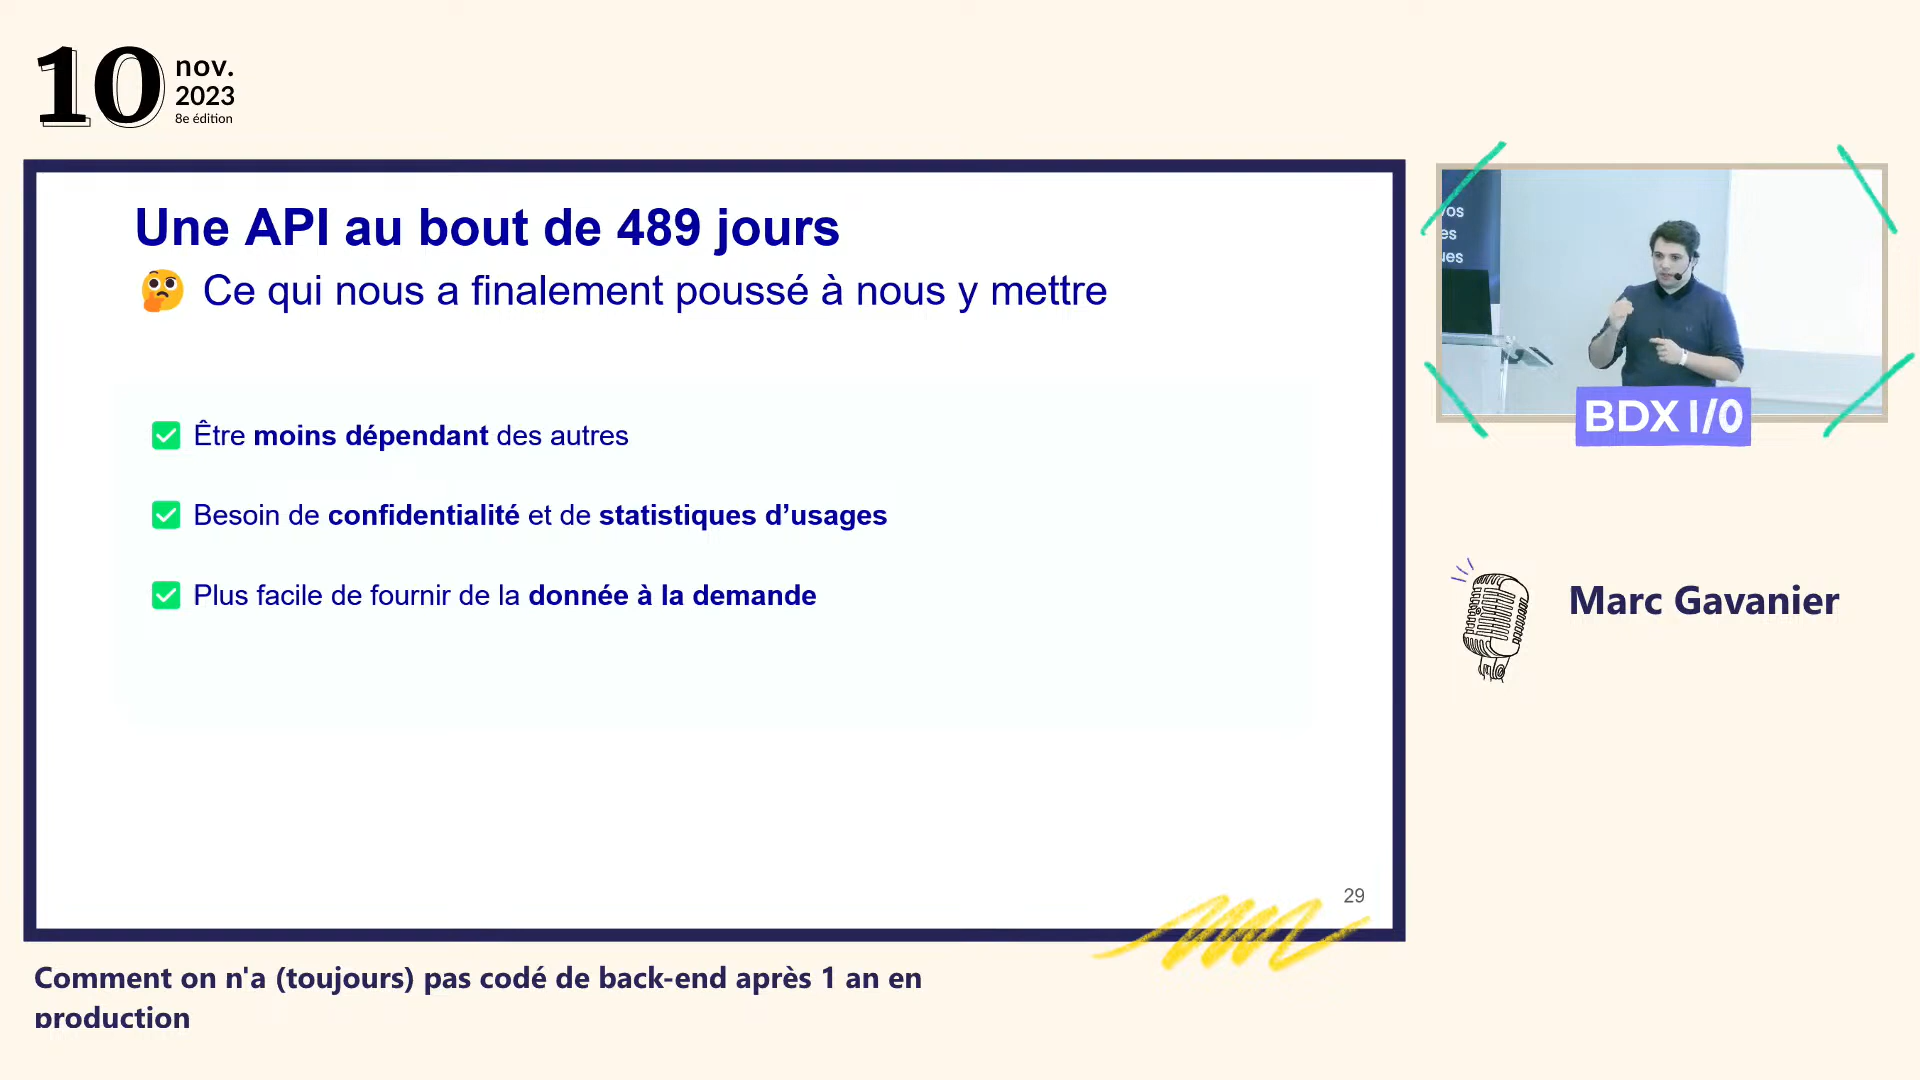 10
nov.
2023
8e édition
Une API au bout de 489 jours
Ce qui nous a finalement poussé à nous y mettre
Être moins dépendant des autres
Besoin de confidentialité et de statistiques d’usages
Plus facile de fournir de la donnée à la demande
29
vos
es
ues
BDX I/O
Marc Gavanier
Comment on n'a (toujours) pas codé de back-end après 1 an en
production